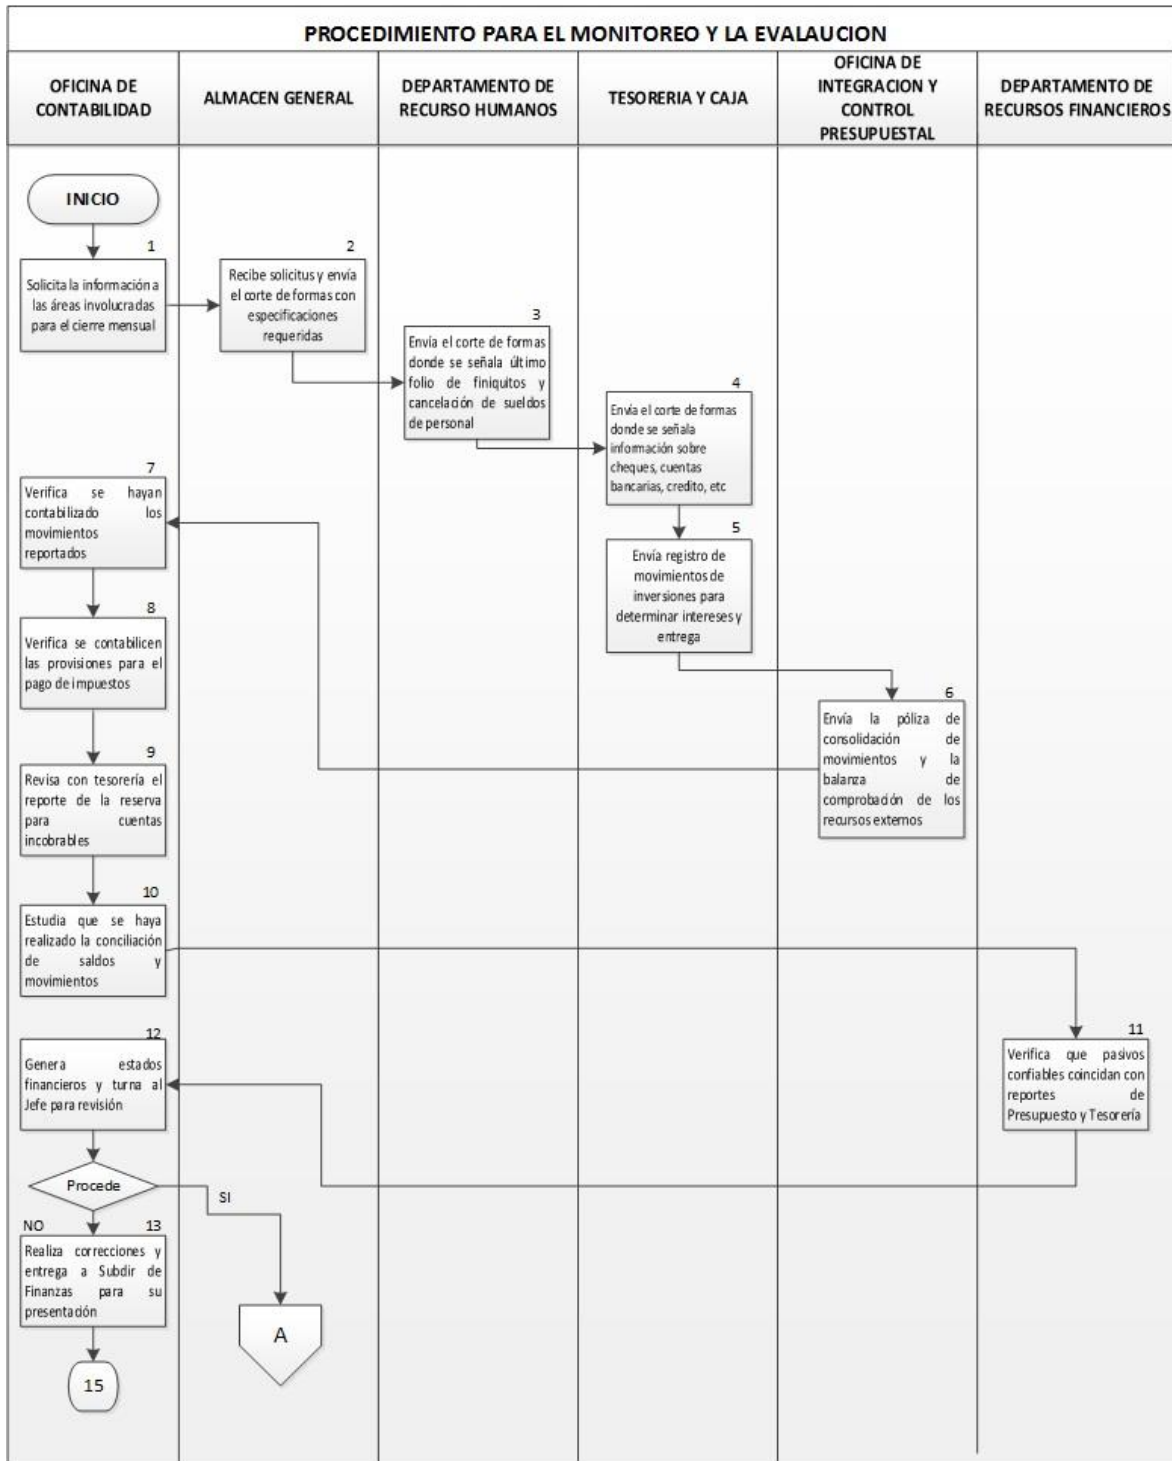 PROCEDIMIENTO PARA EL MONITOREO Y LA EVALAUCION
OFICINA DE
CONTABILIDAD
ALMACEN GENERAL
DEPARTAMENTO DE
RECURSO HUMANOS
TESORERIA Y CAJA
OFICINA DE
INTEGRACION Y
CONTROL
PRESUPUESTAL
DEPARTAMENTO DE
RECURSOS FINANCIEROS
INICIO
1
Solicita la información a
las áreas involucradas
para el cierre mensual
2
Recibe solicitus y envía
el corte de formas con
especificaciones
requeridas
3
Envía el corte de formas
donde se señala último
folio de finiquitos y
cancelación de sueldos
de personal
4
Envía el corte de formas
donde se señala
información sobre
cheques, cuentas
bancarias, credito, etc
5
Envía registro de
movimientos de
inversiones para
determinar intereses y
entrega
6
Envía la póliza de
consolidación de
movimientos y la
balanza de
comprobación de los
recursos externos
7
Verifica se hayan
contabilizado los
movimientos
reportados
8
Verifica se contabilicen
las provisiones para el
pago de impuestos
9
Revisa con tesorería el
reporte de la reserva
para cuentas
incobrables
10
Estudia que se haya
realizado la conciliación
de saldos y
movimientos
11
Verifica que pasivos
confiables coincidan con
reportes de
Presupuesto y Tesorería
12
Genera estados
financieros y turna al
Jefe para revisión
Procede
SI
NO
13
Realiza correcciones y
entrega a Subdir de
Finanzas para su
presentación
A
15